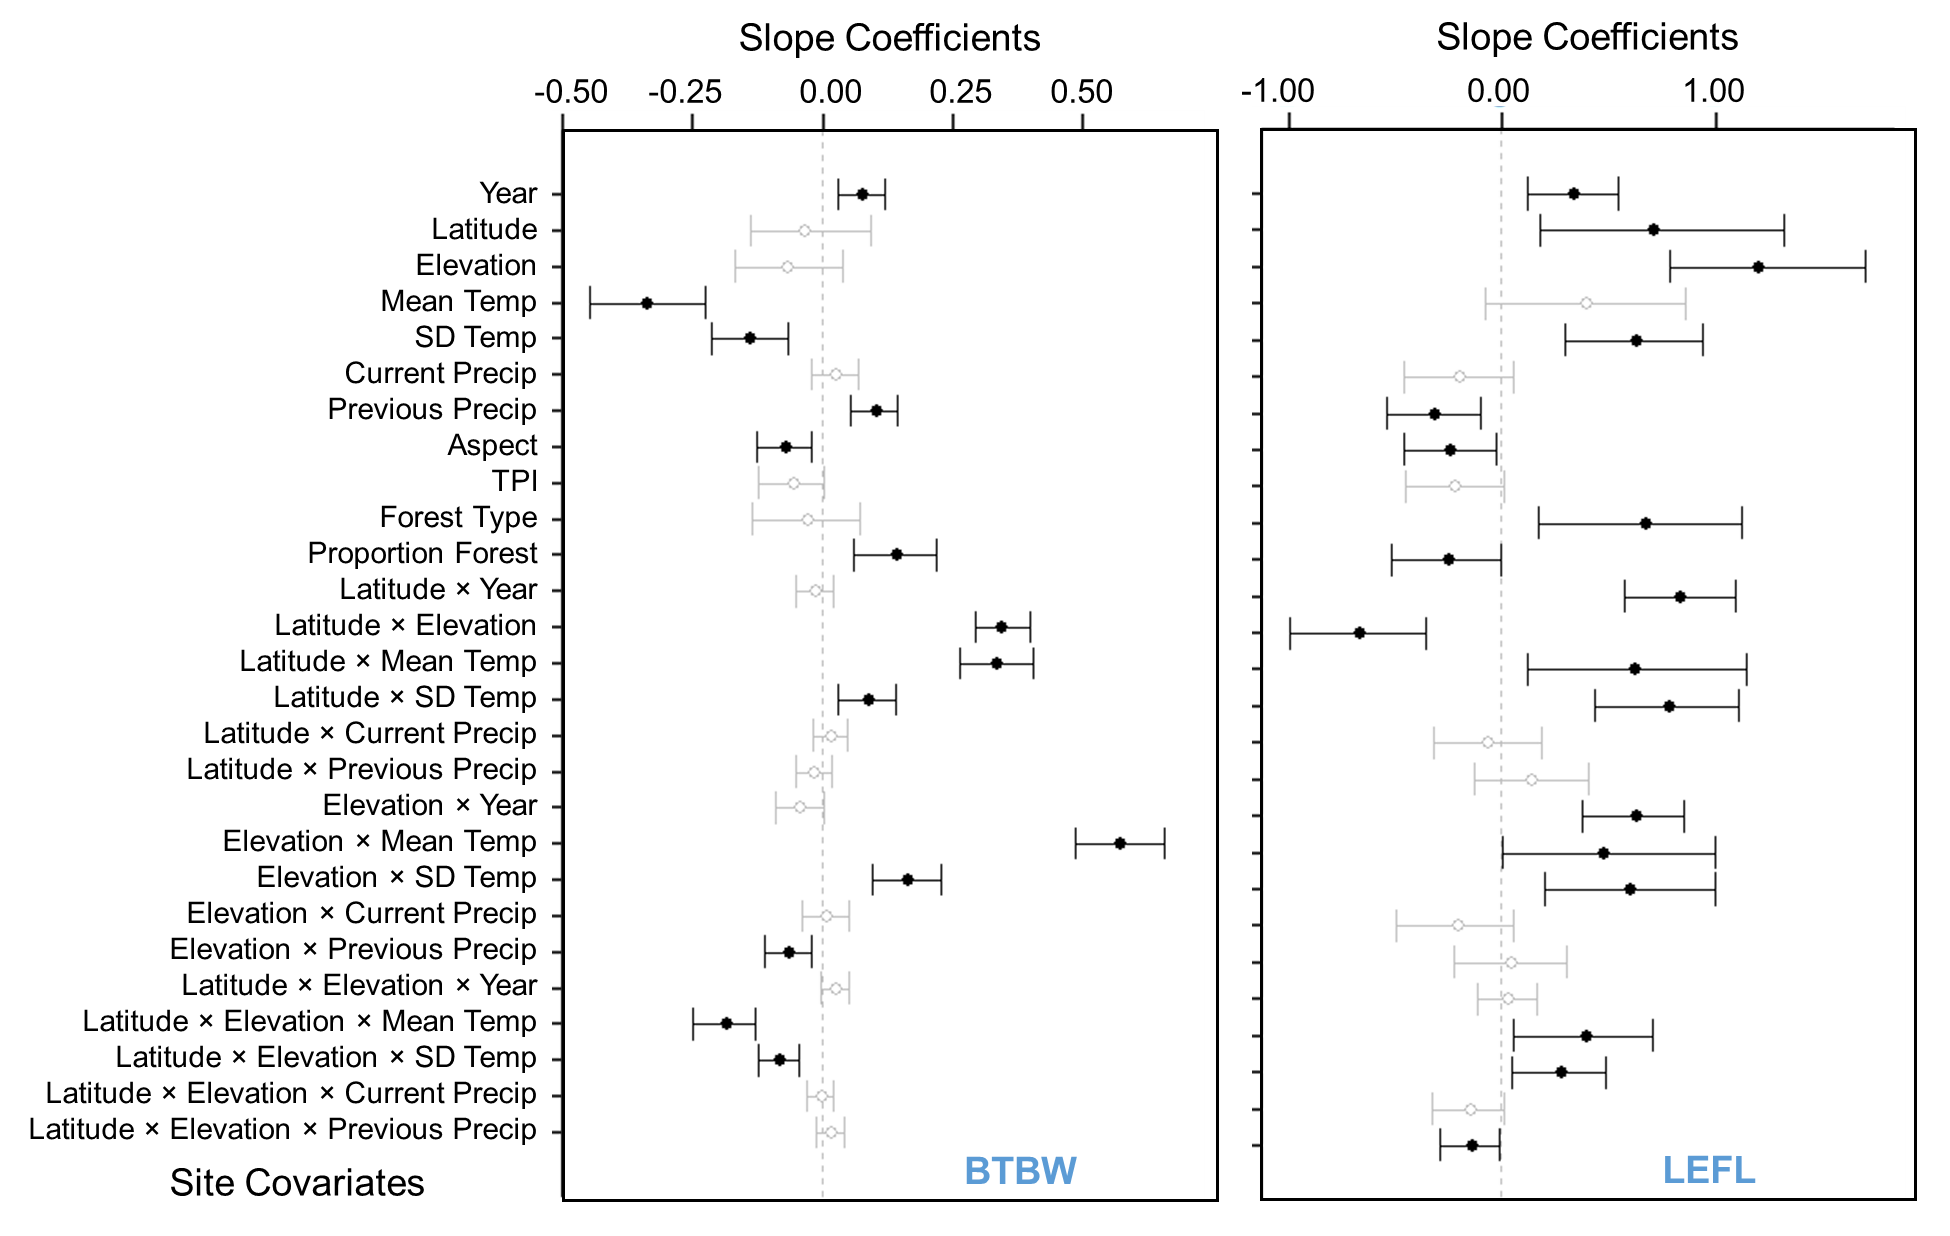 Slope Coefficients
Slope Coefficients
-0.50 -0.25 0.00 0.25 0.50
-1.00 0.00 1.00
Year
Latitude
Elevation
Mean Temp
SD Temp
Current Precip
Previous Precip
Aspect
TPI
Forest Type
Proportion Forest
Latitude × Year
Latitude × Elevation
Latitude × Mean Temp
Latitude × SD Temp
Latitude × Current Precip
Latitude × Previous Precip
Elevation × Year
Elevation × Mean Temp
Elevation × SD Temp
Elevation × Current Precip
Elevation × Previous Precip
Latitude × Elevation × Year
Latitude × Elevation × Mean Temp
Latitude × Elevation × SD Temp
Latitude × Elevation × Current Precip
Latitude × Elevation × Previous Precip
Site Covariates
BTBW
LEFL